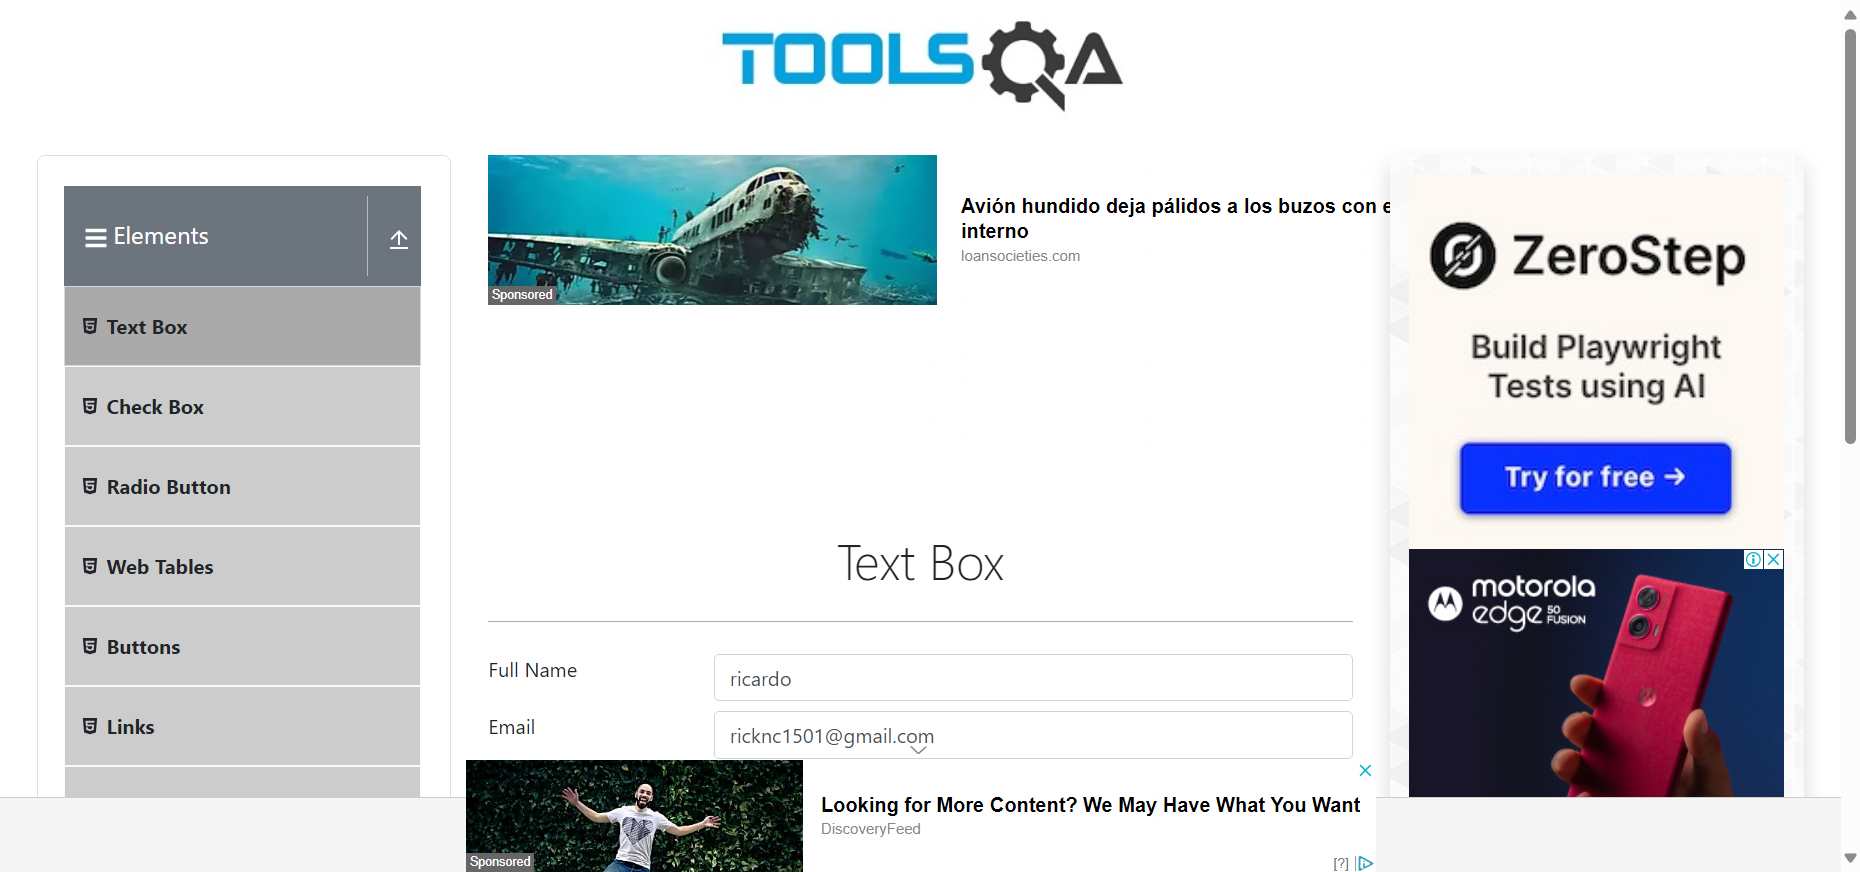 TOOLSQA
Elements
Text Box
Check Box
Radio Button
Web Tables
Buttons
Links
Avión hundido deja pálidos a los buzos con e
interno
loansocieties.com
Sponsored
Text Box
Full Name
ricardo
Email
ricknc1501@gmail.com
Looking for More Content? We May Have What You Want
DiscoveryFeed
Sponsored
[?]
ZeroStep
Build Playwright
Tests using AI
Try for free →
motorola
edge 50 FUSION